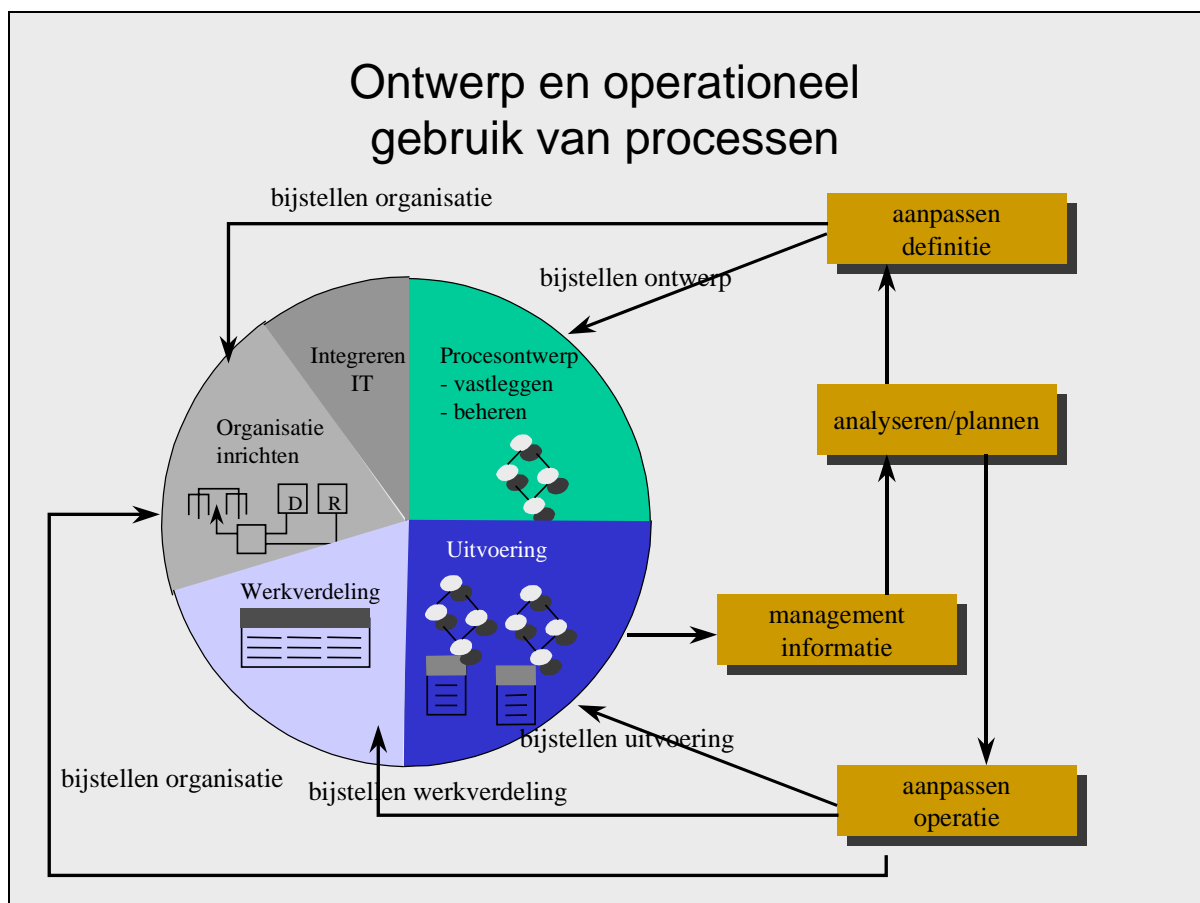 Ontwerp en operationeel
gebruik van processen
bijstellen organisatie
aanpassen
definitie
bijstellen ontwerp
Integreren
IT
Procesontwerp
- vastleggen
- beheren
analyseren/plannen
Organisatie
inrichten
D
R
Uitvoering
Werkverdeling
management
informatie
bijstellen uitvoering
bijstellen organisatie
bijstellen werkverdeling
aanpassen
operatie